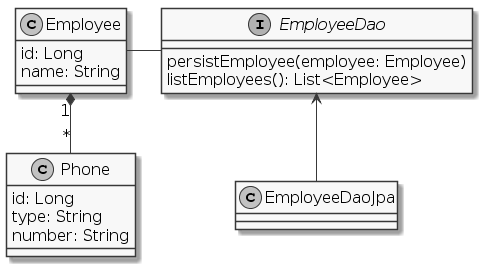 C Employee
id: Long
name: String
I EmployeeDao
persistEmployee(employee: Employee)
listEmployees(): List<Employee>
1
*
C Phone
id: Long
type: String
number: String
C EmployeeDaoJpa